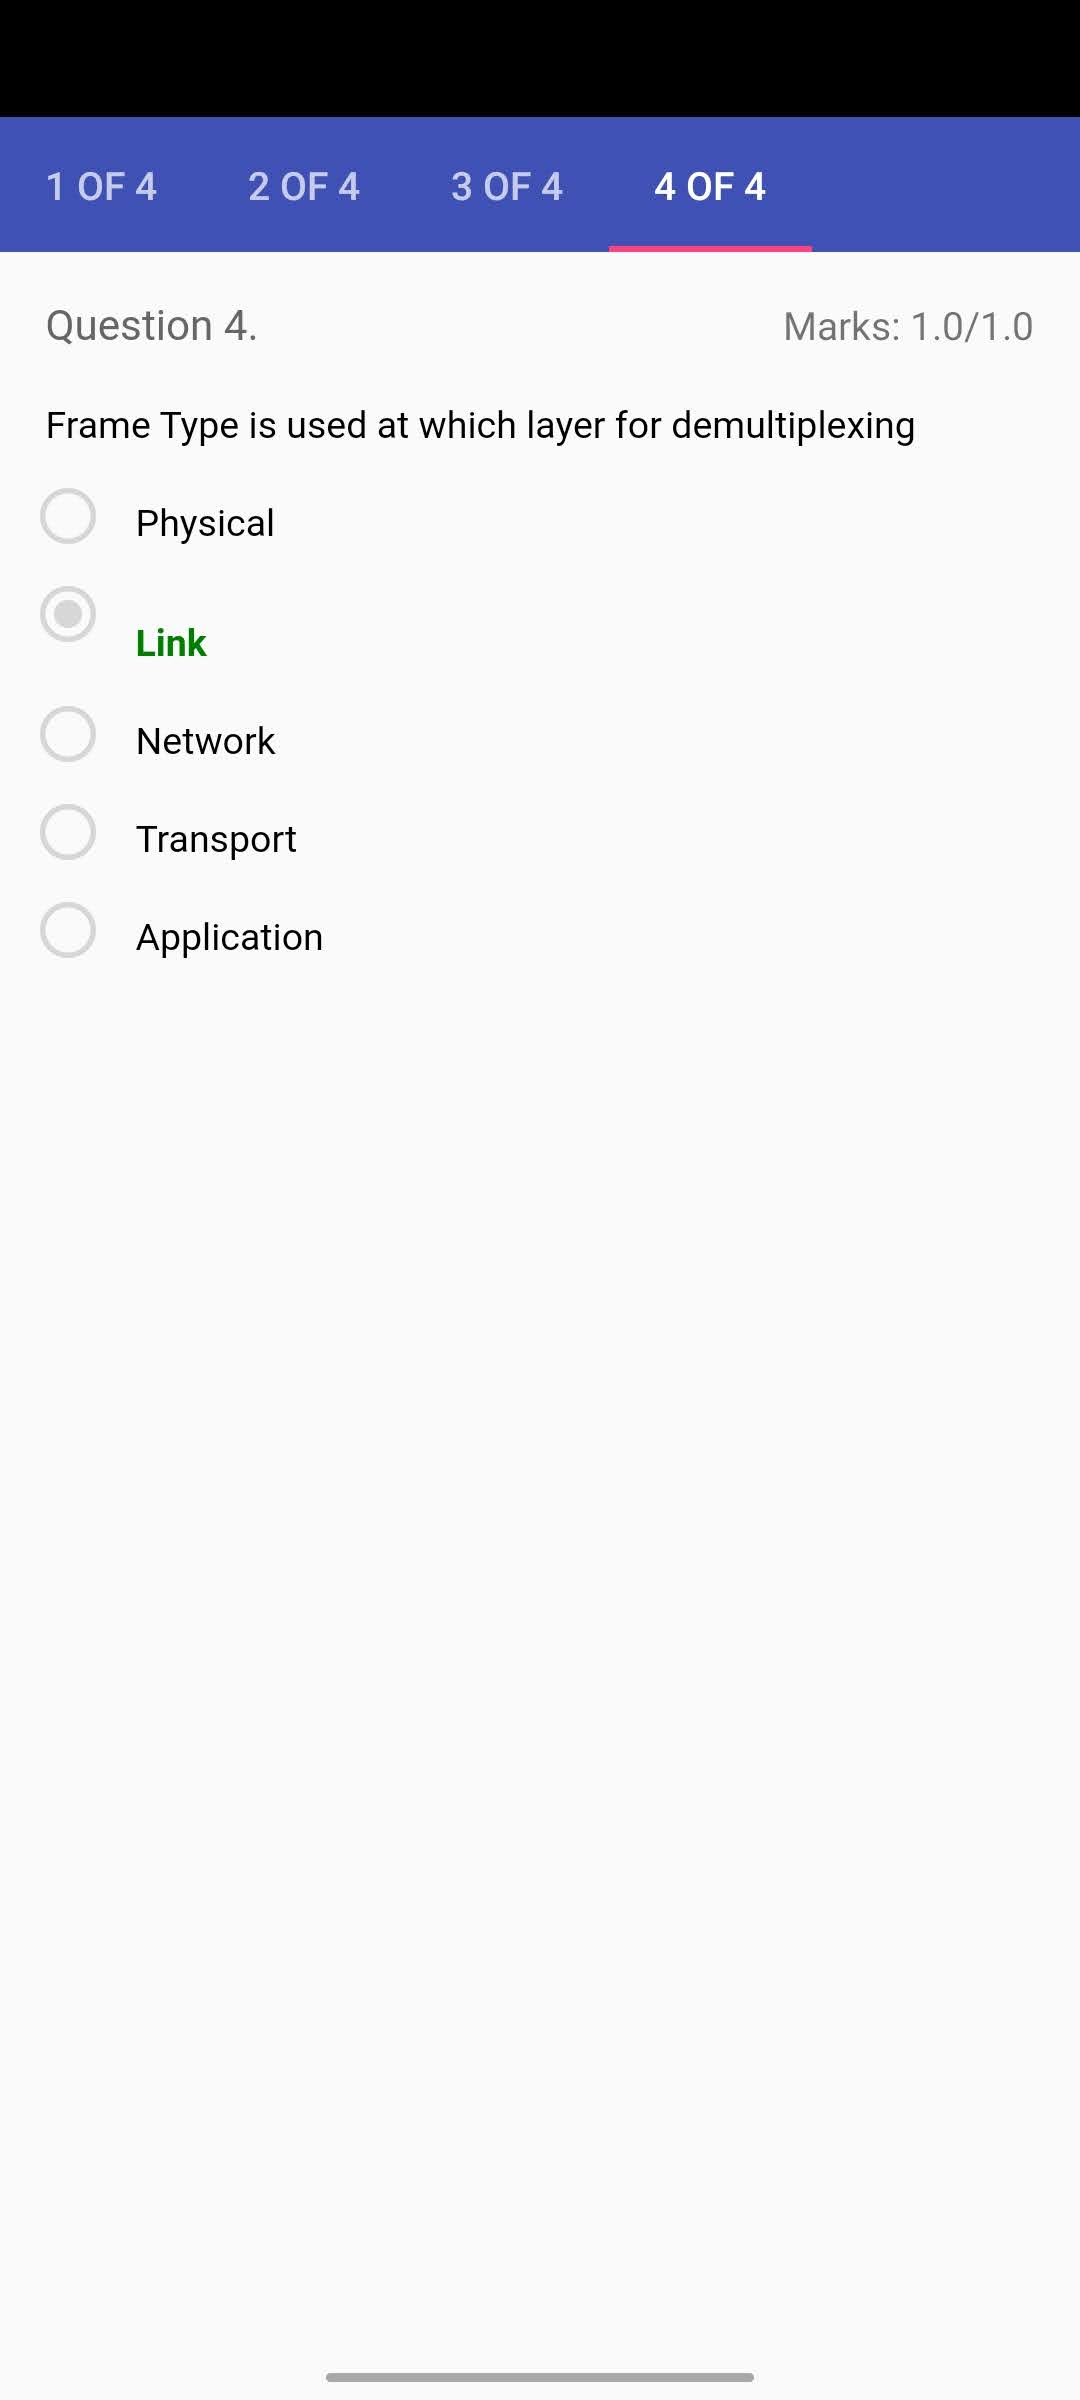 1 OF 4 2 OF 4 3 OF 4 4 OF 4
Question 4. Marks: 1.0/1.0
Frame Type is used at which layer for demultiplexing
Physical
Link
Network
Transport
Application